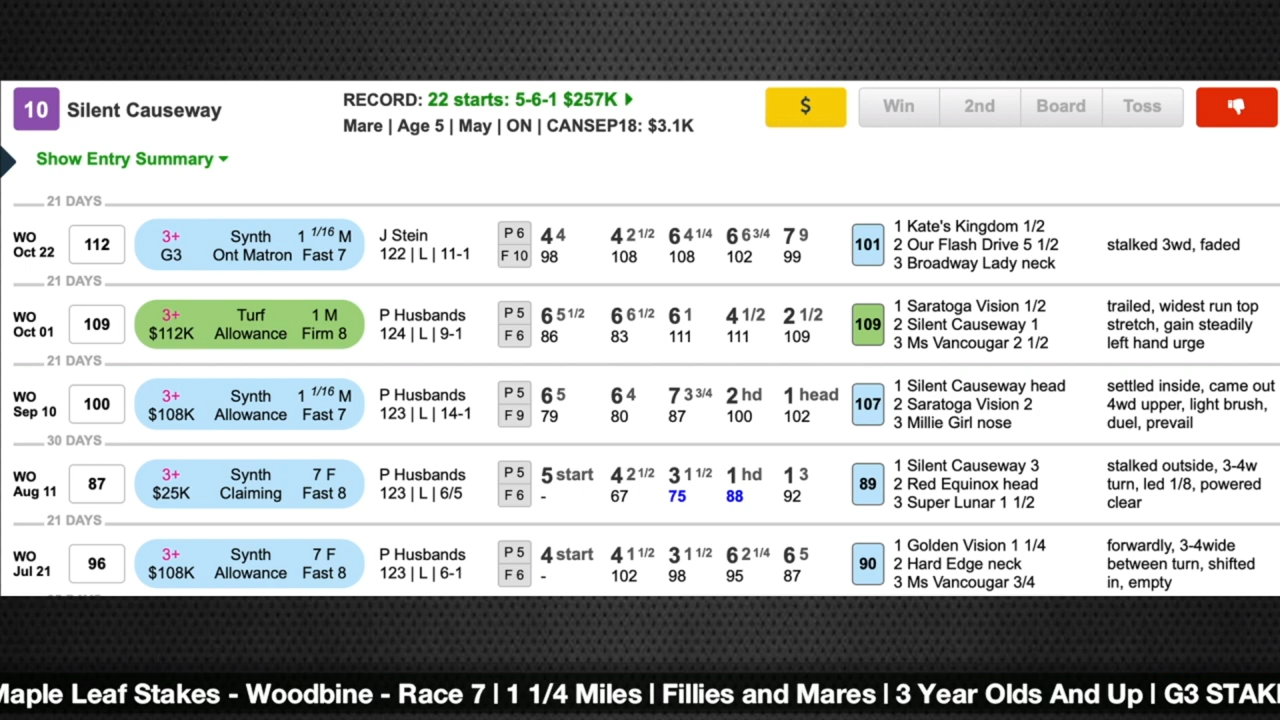 10 Silent Causeway
RECORD: 22 starts: 5-6-1 $257K
Mare | Age 5 | May | ON | CANSEP18: $3.1K
$ Win 2nd Board Toss
Show Entry Summary
21 DAYS
WO
Oct 22
112
3+ Synth 1 1/16 M
G3 Ont Matron Fast 7
J Stein
122 | L | 11-1
P 6
F 10
4 4 4 2 1/2 6 4 1/4 6 6 3/4 7 9
98 108 108 102 99
101
1 Kate's Kingdom 1/2
2 Our Flash Drive 5 1/2
3 Broadway Lady neck
stalked 3wd, faded
21 DAYS
WO
Oct 01
109
3+ Turf 1 M
$112K Allowance Firm 8
P Husbands
124 | L | 9-1
P 5
F 6
6 5 1/2 6 6 1/2 6 1 4 1/2 2 1/2
86 83 111 111 109
109
1 Saratoga Vision 1/2
2 Silent Causeway 1
3 Ms Vancougar 2 1/2
trailed, widest run top
stretch, gain steadily
left hand urge
21 DAYS
WO
Sep 10
100
3+ Synth 1 1/16 M
$108K Allowance Fast 7
P Husbands
123 | L | 14-1
P 5
F 9
6 5 6 4 7 3 3/4 2 hd 1 head
79 80 87 100 102
107
1 Silent Causeway head
2 Saratoga Vision 2
3 Millie Girl nose
settled inside, came out
4wd upper, light brush,
duel, prevail
30 DAYS
WO
Aug 11
87
3+ Synth 7 F
$25K Claiming Fast 8
P Husbands
123 | L | 6/5
P 5
F 6
5 start 4 2 1/2 3 1 1/2 1 hd 1 3
- 67 75 88 92
89
1 Silent Causeway 3
2 Red Equinox head
3 Super Lunar 1 1/2
stalked outside, 3-4w
turn, led 1/8, powered
clear
21 DAYS
WO
Jul 21
96
3+ Synth 7 F
$108K Allowance Fast 8
P Husbands
123 | L | 6-1
P 5
F 6
4 start 4 1 1/2 3 1 1/2 6 2 1/4 6 5
- 102 98 95 87
90
1 Golden Vision 1 1/4
2 Hard Edge neck
3 Ms Vancougar 3/4
forwardly, 3-4wide
between turn, shifted
in, empty
Maple Leaf Stakes - Woodbine - Race 7 | 1 1/4 Miles | Fillies and Mares | 3 Year Olds And Up | G3